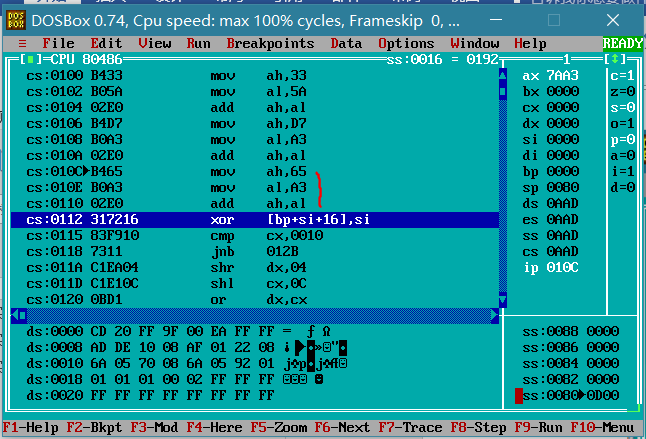 DOSBox 0.74, Cpu speed: max 100% cycles, Frameskip 0, ...
≡ File Edit View Run Breakpoints Data Options Window Help READY
[■]=CPU 80486 ss:0016 = 0192 1 [↕]
cs:0100 B433 mov ah,33 ax 7AA3 c=1
cs:0102 B05A mov al,5A bx 0000 z=0
cs:0104 02E0 add ah,al cx 0000 s=0
cs:0106 B4D7 mov ah,D7 dx 0000 o=1
cs:0108 B0A3 mov al,A3 si 0000 p=0
cs:010A 02E0 add ah,al di 0000 a=0
cs:010C►B465 mov ah,65 bp 0000 i=1
cs:010E B0A3 mov al,A3 sp 0080 d=0
cs:0110 02E0 add ah,al ds 0AAD
cs:0112 317216 xor [bp+si+16],si es 0AAD
cs:0115 83F910 cmp cx,0010 ss 0AAD
cs:0118 7311 jnb 012B cs 0AAD
cs:011A C1EA04 shr dx,04 ip 010C
cs:011D C1E10C shl cx,0C
cs:0120 0BD1 or dx,cx
ds:0000 CD 20 FF 9F 00 EA FF FF = ƒ Ω ss:0088 0000
ds:0008 AD DE 10 08 AF 01 22 08 ss:0086 0000
ds:0010 6A 05 70 08 6A 05 92 01 ss:0084 0000
ds:0018 01 01 01 00 02 FF FF FF ss:0082 0000
ds:0020 FF FF FF FF FF FF FF FF ss:0080►0D00
F1-Help F2-Bkpt F3-Mod F4-Here F5-Zoom F6-Next F7-Trace F8-Step F9-Run F10-Menu